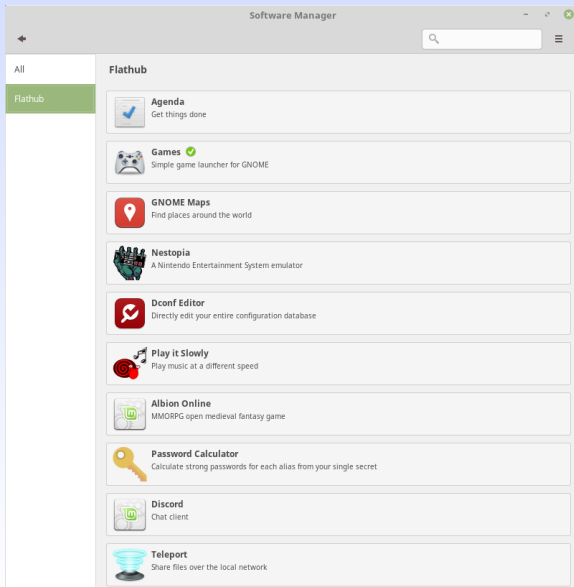 Software Manager
All
Flathub
Flathub
Agenda
Get things done
Games
Simple game launcher for GNOME
GNOME Maps
Find places around the world
Nestopia
A Nintendo Entertainment System emulator
Dconf Editor
Directly edit your entire configuration database
Play it Slowly
Play music at a different speed
Albion Online
MMORPG open medieval fantasy game
Password Calculator
Calculate strong passwords for each alias from your single secret
Discord
Chat client
Teleport
Share files over the local network